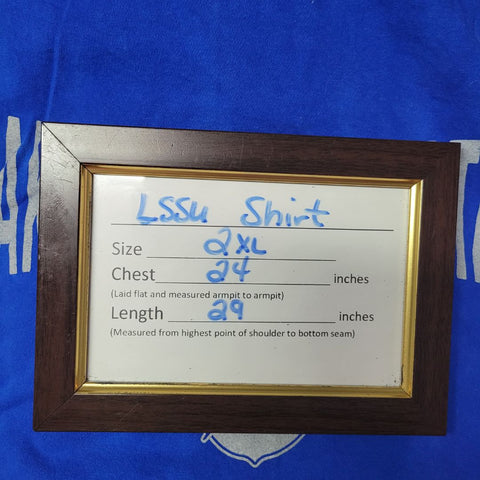 LSSU Shirt
Size 2XL
Chest 24 inches
(Laid flat and measured armpit to armpit)
Length 29 inches
(Measured from highest point of shoulder to bottom seam)